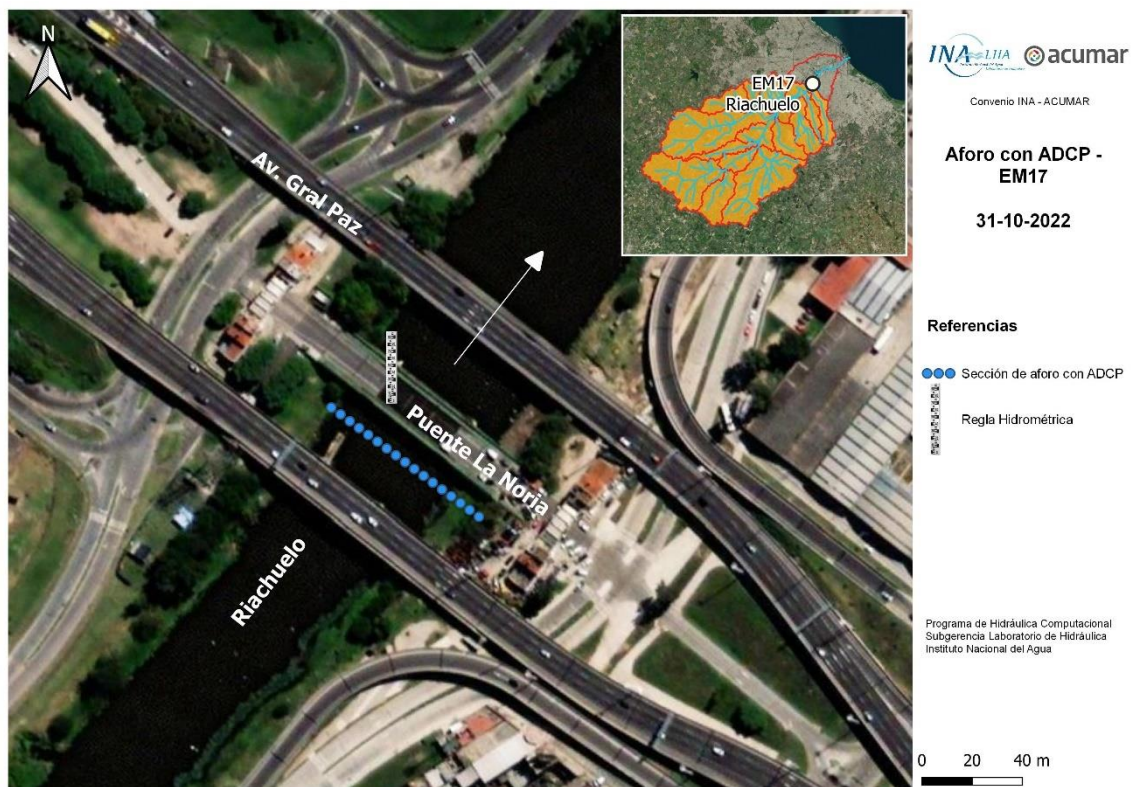 N
Av. Gral Paz
Puente La Noria
Riachuelo
EM17
Riachuelo
INA LHA
acumar
Convenio INA - ACUMAR
Aforo con ADCP -
EM17
31-10-2022
Referencias
Sección de aforo con ADCP
Regla Hidrométrica
Programa de Hidráulica Computacional
Subgerencia Laboratorio de Hidráulica
Instituto Nacional del Agua
0 20 40 m